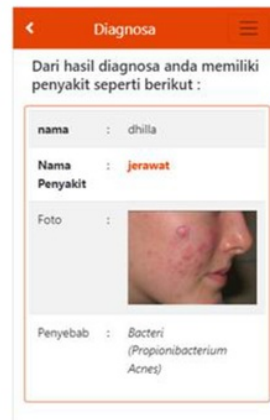 Diagnosa
Dari hasil diagnosa anda memiliki
penyakit seperti berikut :
nama : dhilla
Nama : jerawat
Penyakit
Foto :
Penyebab : Bacteri
(Propionibacterium
Acnes)